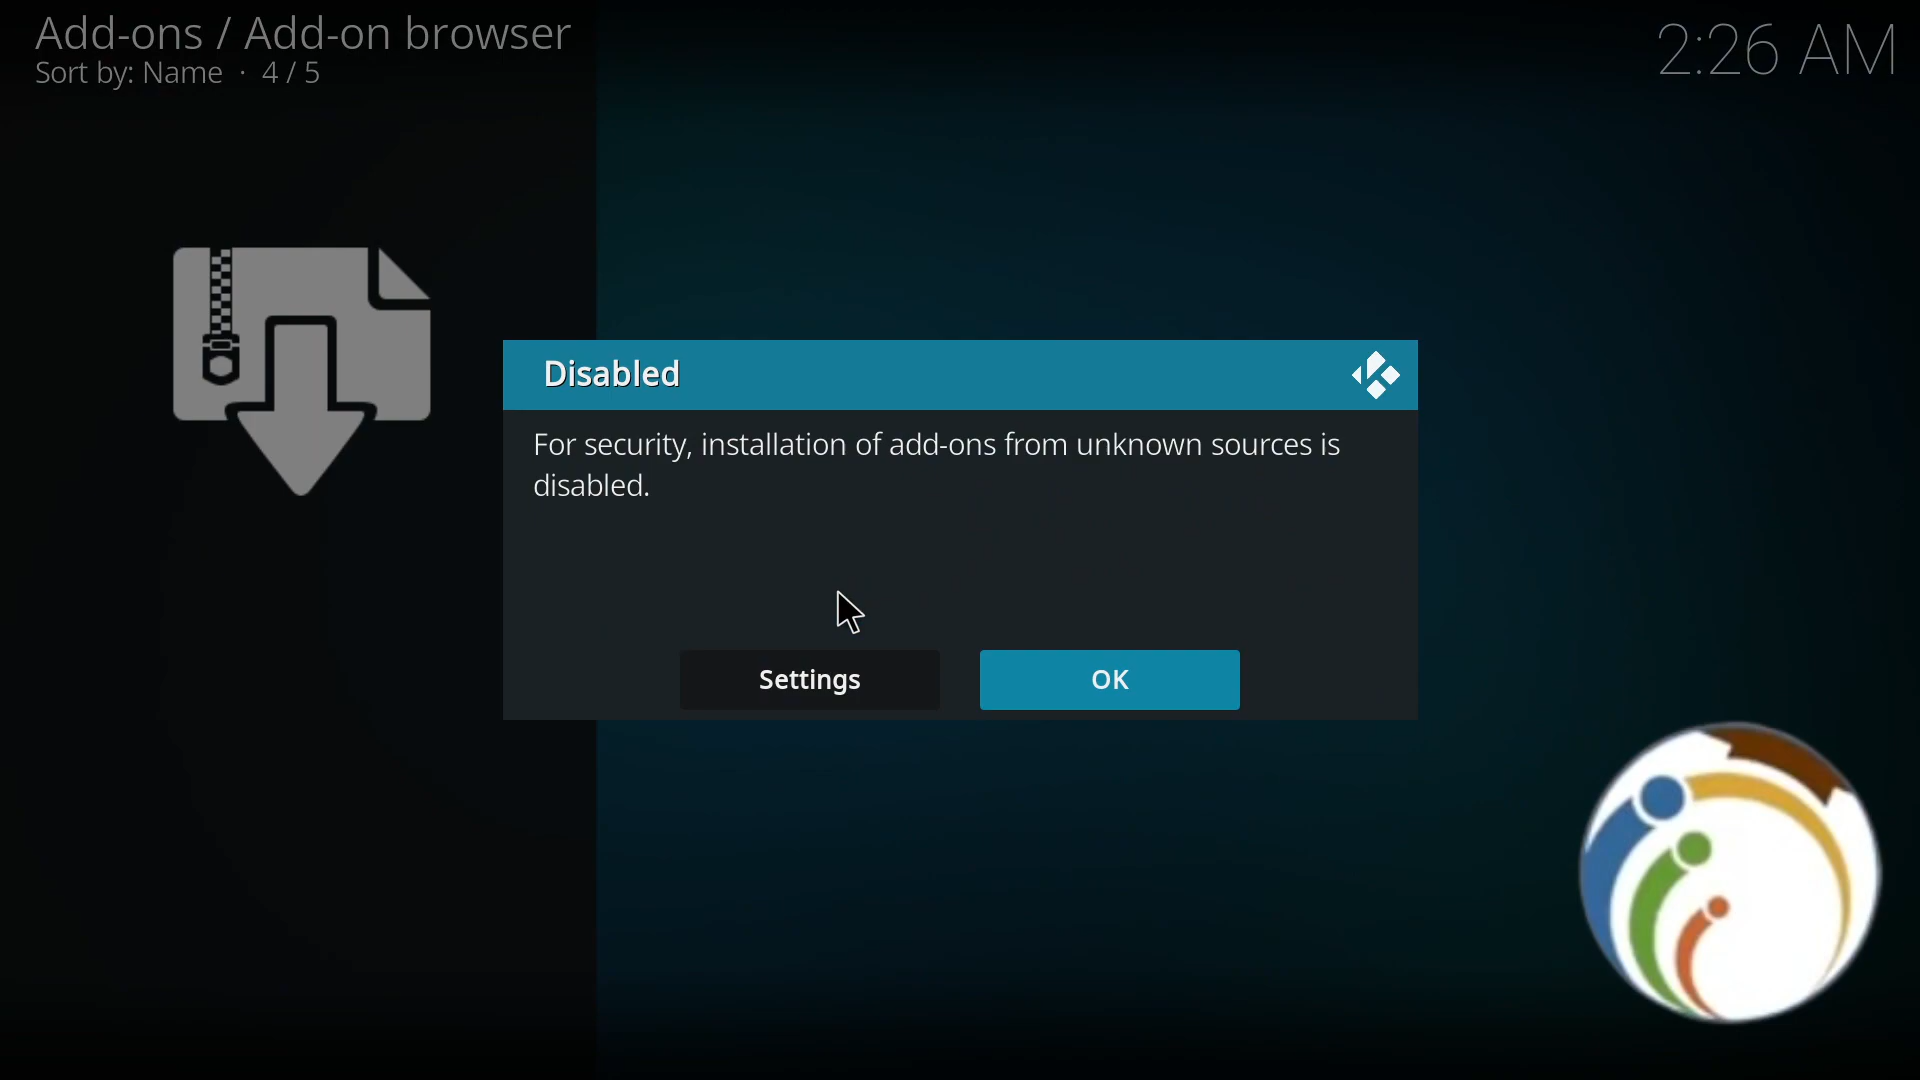 Add-ons / Add-on browser
Sort by: Name · 4 / 5
2:26 AM
Disabled
For security, installation of add-ons from unknown sources is
disabled.
Settings
OK